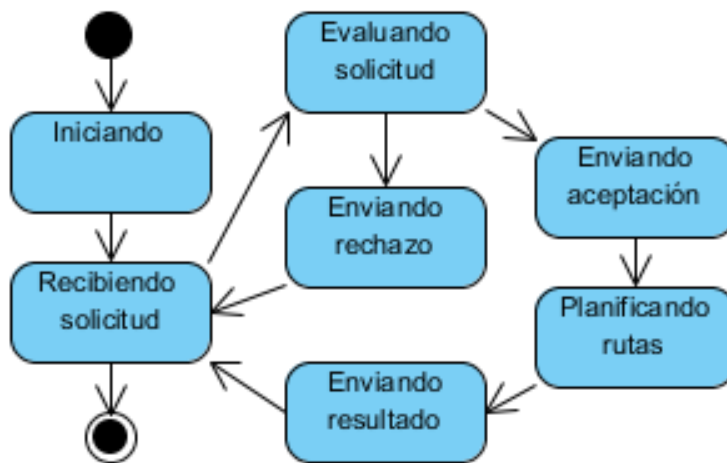 Evaluando
solicitud
Iniciando
Enviando
aceptación
Enviando
rechazo
Recibiendo
solicitud
Planificando
rutas
Enviando
resultado